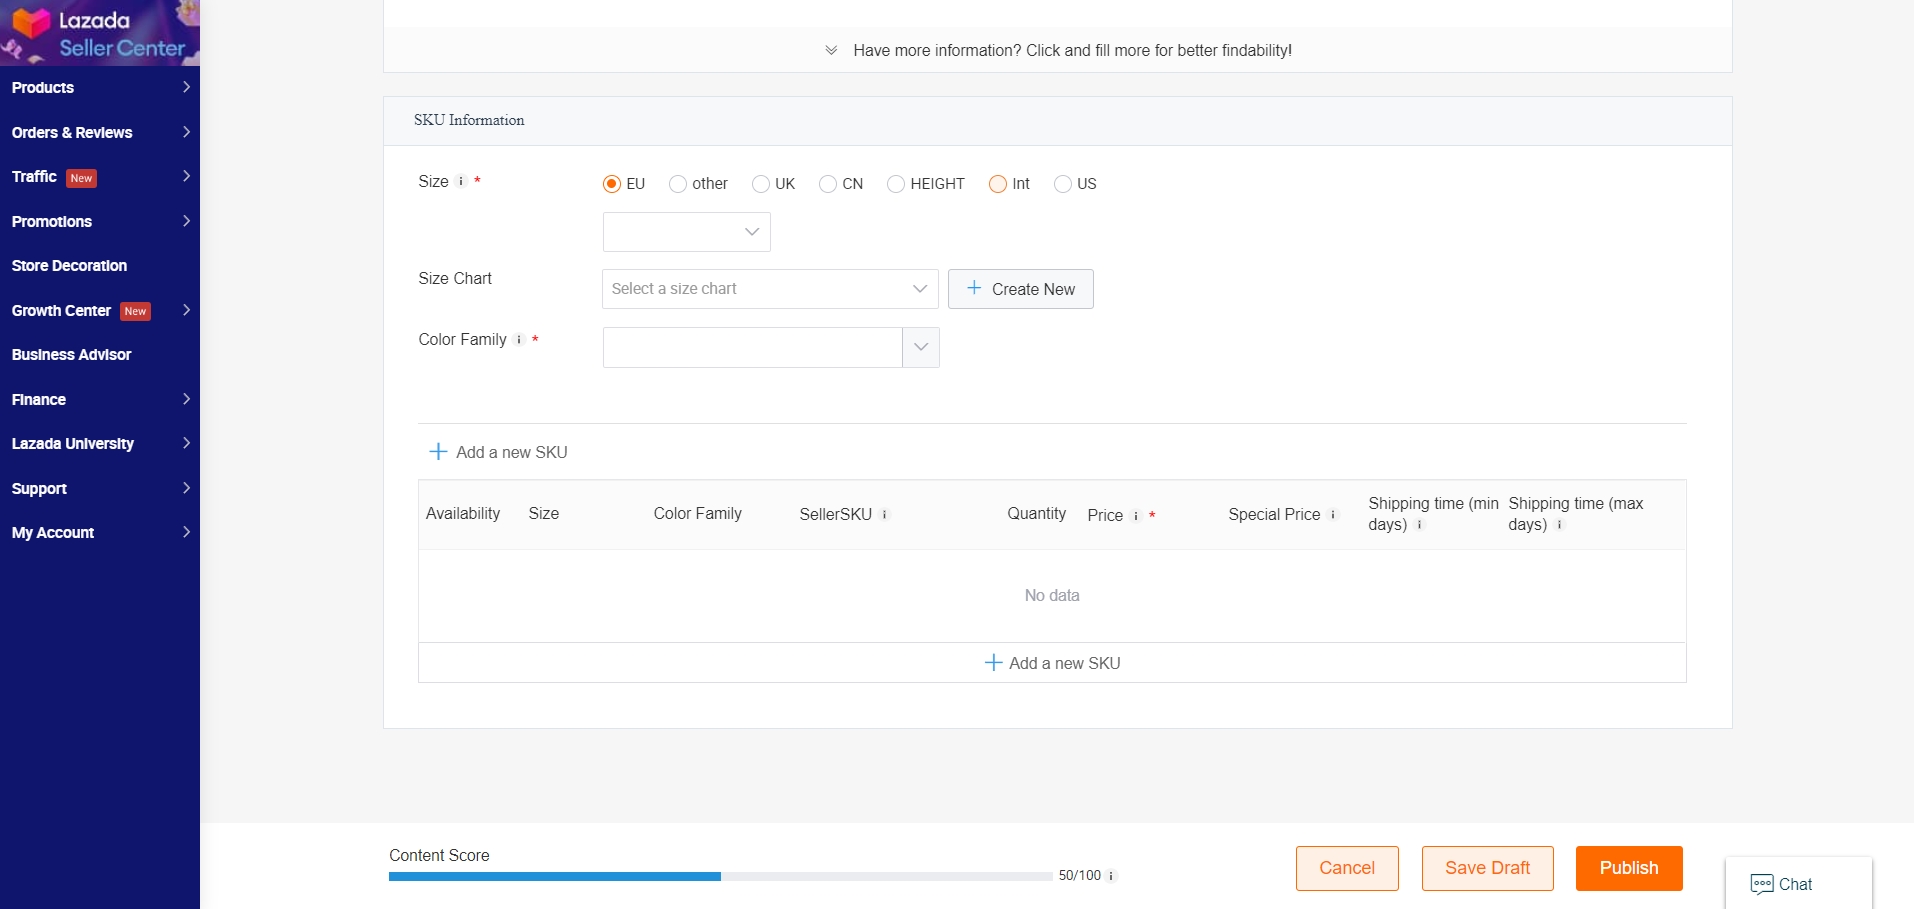 Lazada
Seller Center
Products
Orders & Reviews
Traffic New
Promotions
Store Decoration
Growth Center New
Business Advisor
Finance
Lazada University
Support
My Account
Have more information? Click and fill more for better findability!
SKU Information
Size i *
EU other UK CN HEIGHT Int US
Size Chart
Select a size chart
+ Create New
Color Family i *
+ Add a new SKU
Availability Size Color Family SellerSKU i Quantity Price i * Special Price i Shipping time (min days) i Shipping time (max days) i
No data
+ Add a new SKU
Content Score
50/100 i
Cancel
Save Draft
Publish
Chat